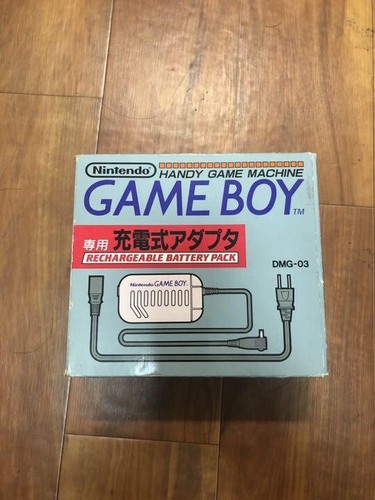 Nintendo
HANDY GAME MACHINE
GAME BOY TM
専用 充電式アダプタ
RECHARGEABLE BATTERY PACK
DMG-03
Nintendo GAME BOY